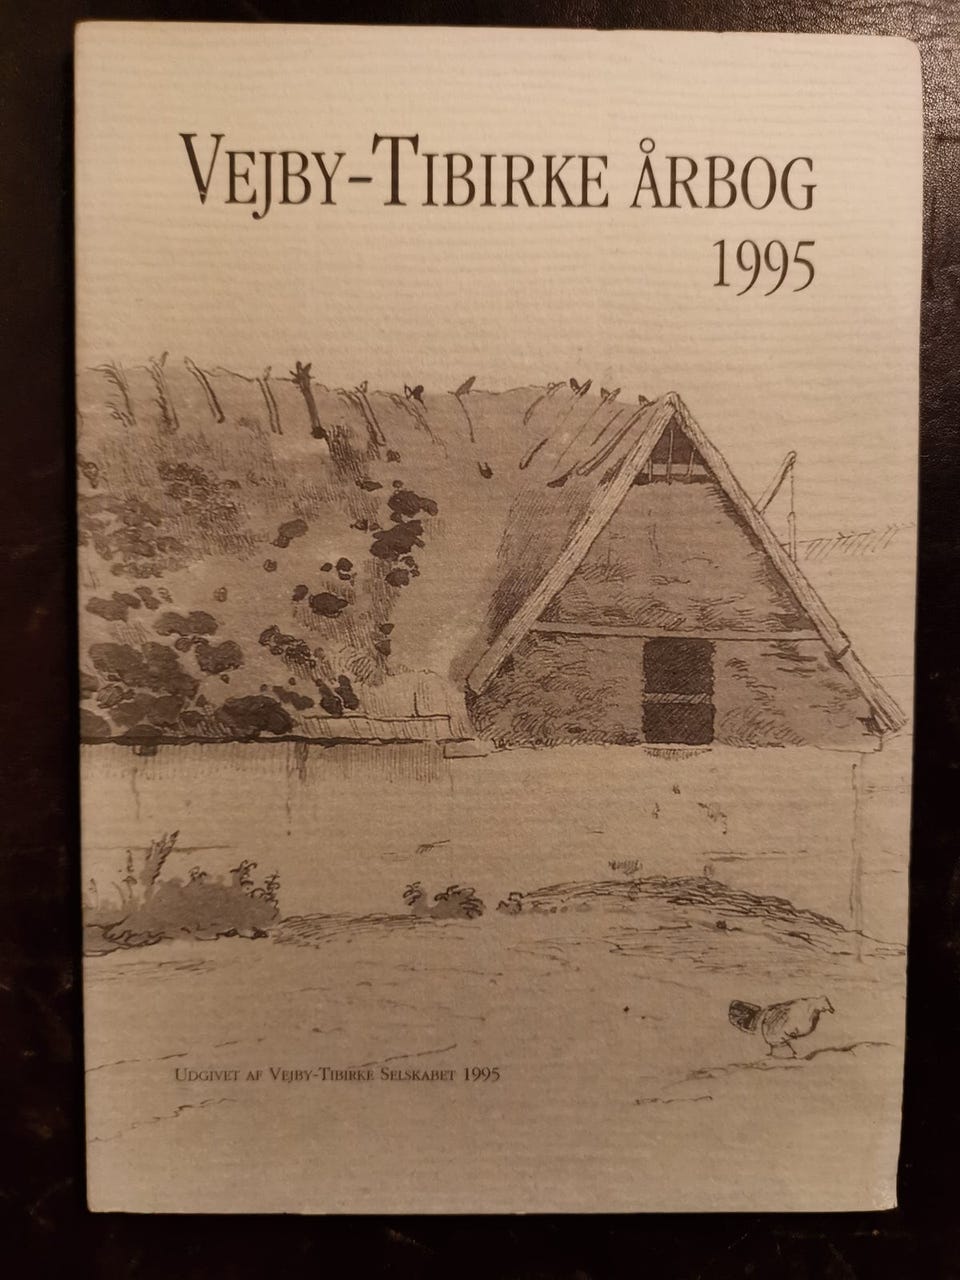 VEJBY-TIBIRKE ÅRBOG
1995
UDGIVET AF VEJBY-TIBIRKE SELSKABET 1995